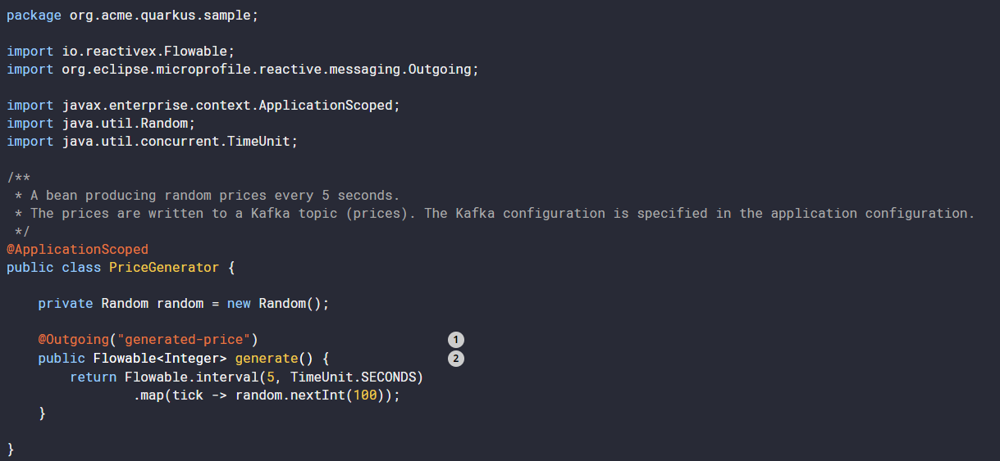 package org.acme.quarkus.sample;
import io.reactivex.Flowable;
import org.eclipse.microprofile.reactive.messaging.Outgoing;
import javax.enterprise.context.ApplicationScoped;
import java.util.Random;
import java.util.concurrent.TimeUnit;
/**
 * A bean producing random prices every 5 seconds.
 * The prices are written to a Kafka topic (prices). The Kafka configuration is specified in the application configuration.
 */
@ApplicationScoped
public class PriceGenerator {
    private Random random = new Random();
    @Outgoing("generated-price") 1
    public Flowable<Integer> generate() { 2
        return Flowable.interval(5, TimeUnit.SECONDS)
                .map(tick -> random.nextInt(100));
    }
}